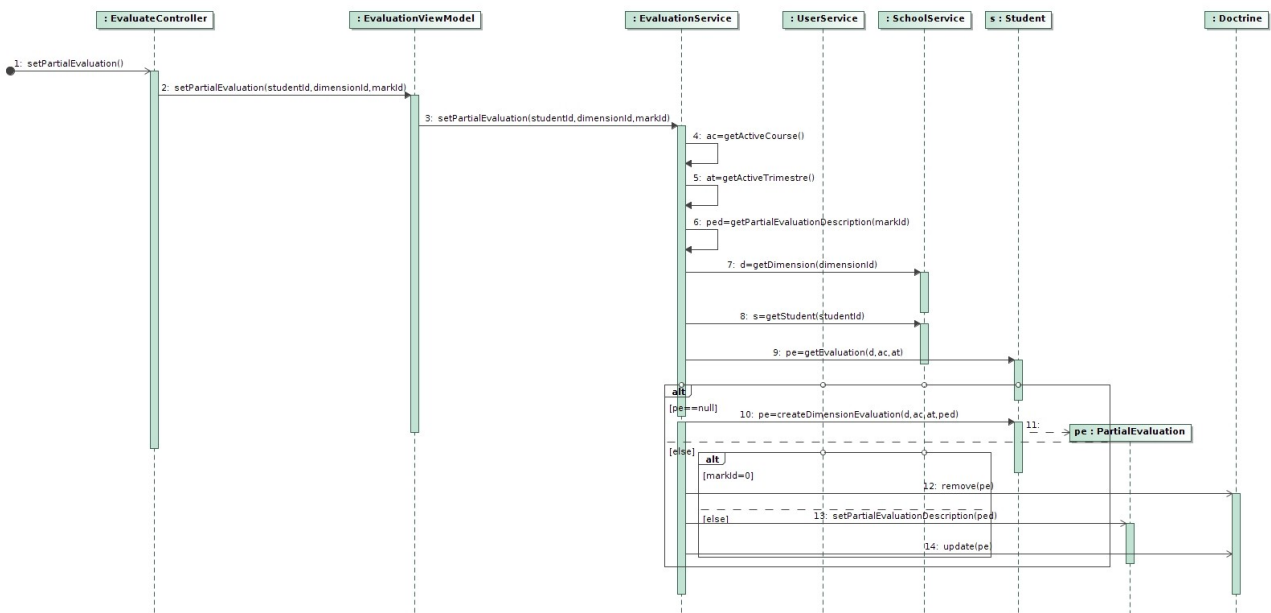 : EvaluateController
: EvaluationViewModel
: EvaluationService
: UserService
: SchoolService
s : Student
: Doctrine
1: setPartialEvaluation()
2: setPartialEvaluation(studentId,dimensionId,markId)
3: setPartialEvaluation(studentId,dimensionId,markId)
4: ac=getActiveCourse()
5: at=getActiveTrimestre()
6: ped=getPartialEvaluationDescription(markId)
7: d=getDimension(dimensionId)
8: s=getStudent(studentId)
9: pe=getEvaluation(d,ac,at)
alt
[pe==null]
10: pe=createDimensionEvaluation(d,ac,at,ped)
11:
pe : PartialEvaluation
[else]
alt
[markId=0]
12: remove(pe)
[else]
13: setPartialEvaluationDescription(ped)
14: update(pe)